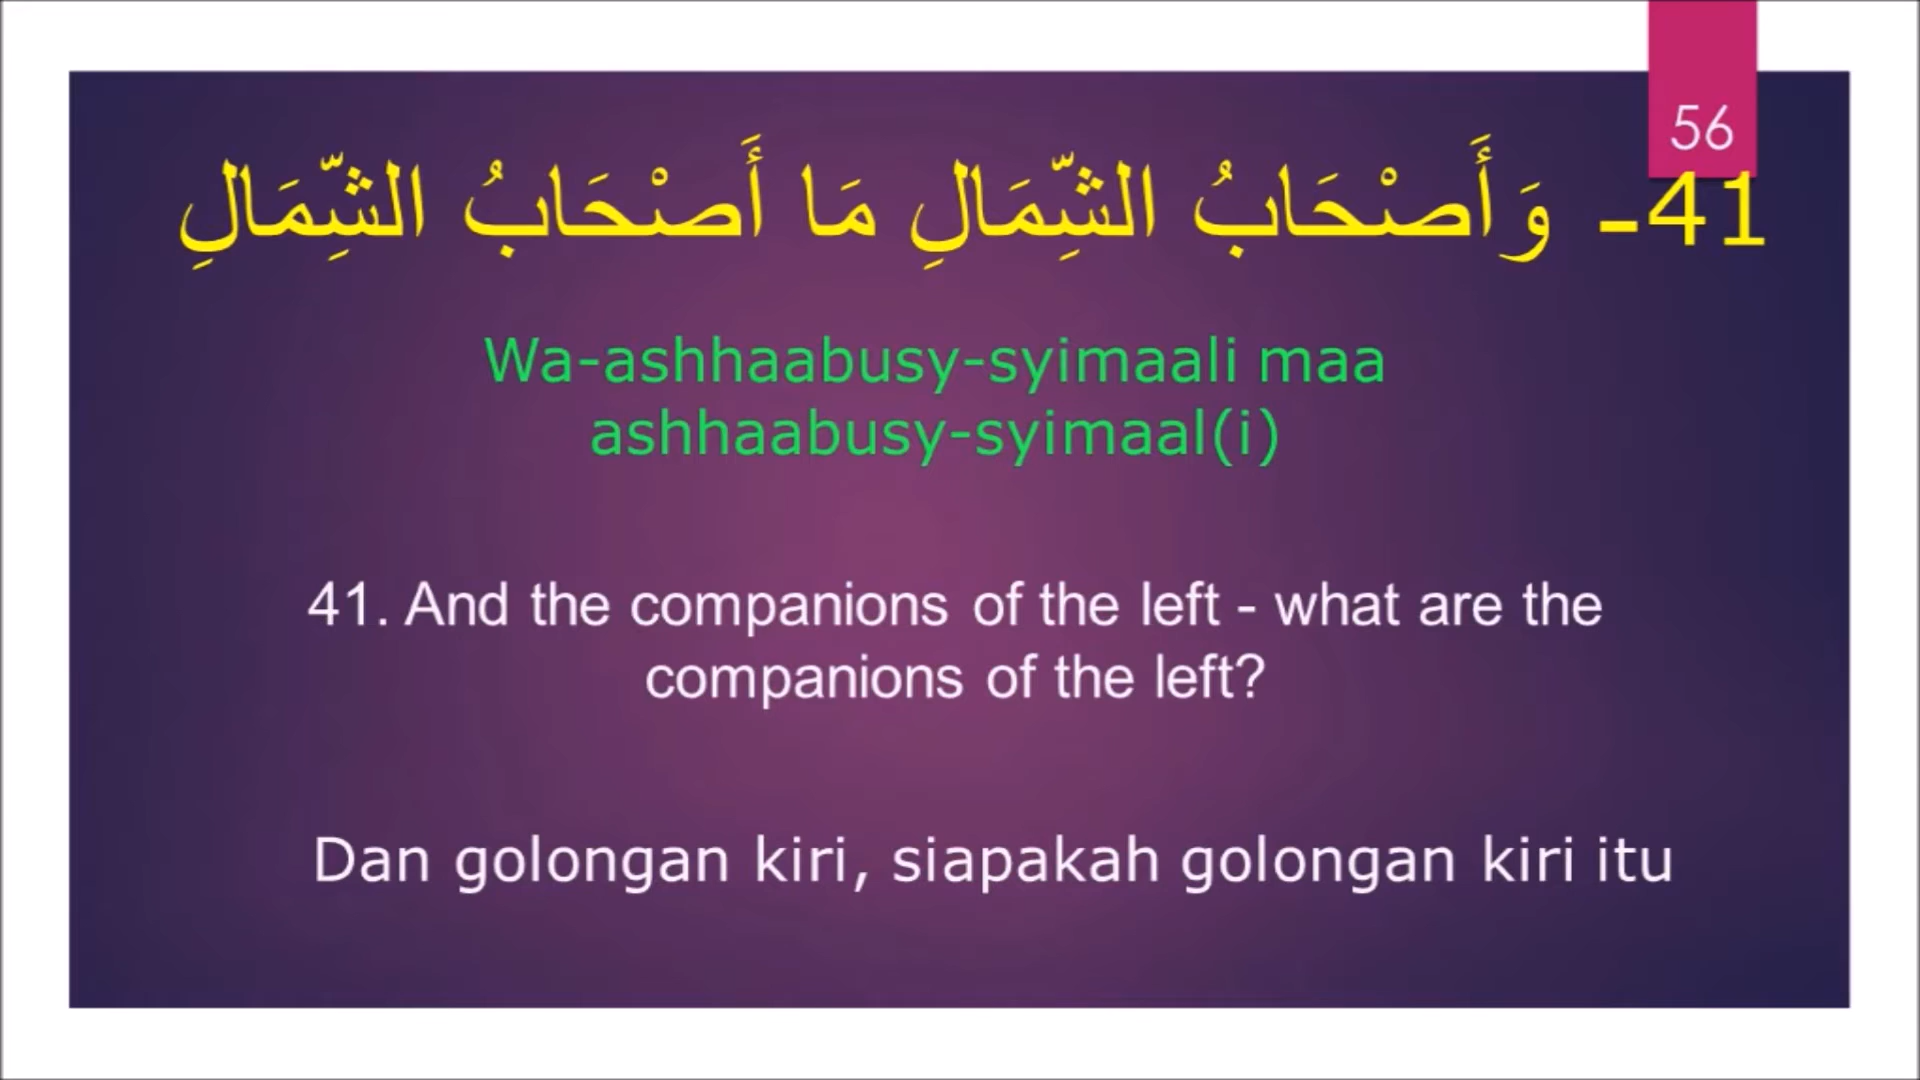 56
41- وَأَصْحَابُ الشِّمَالِ مَا أَصْحَابُ الشِّمَالِ
Wa-ashhaabusy-syimaali maa
ashhaabusy-syimaal(i)
41. And the companions of the left - what are the
companions of the left?
Dan golongan kiri, siapakah golongan kiri itu